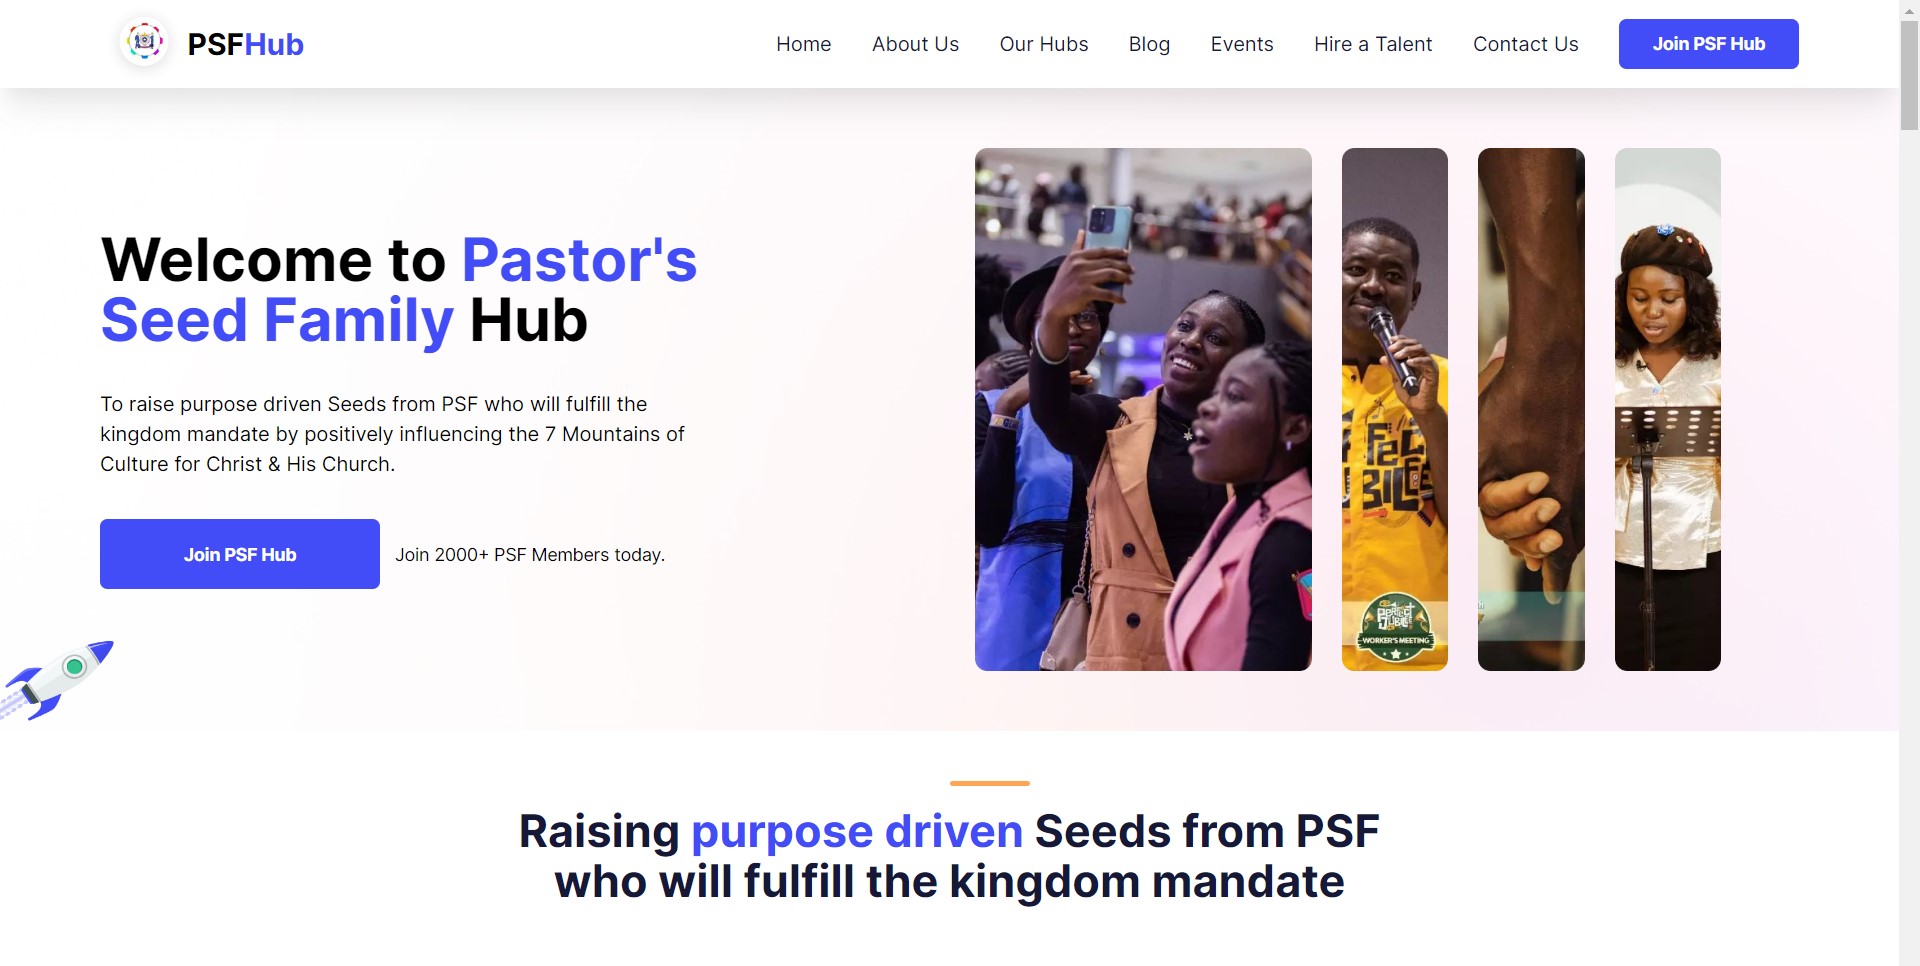 PSFHub
Home About Us Our Hubs Blog Events Hire a Talent Contact Us Join PSF Hub
Welcome to Pastor's
Seed Family Hub
To raise purpose driven Seeds from PSF who will fulfill the
kingdom mandate by positively influencing the 7 Mountains of
Culture for Christ & His Church.
Join PSF Hub
Join 2000+ PSF Members today.
PERFECT
JUBILEE
WORKER'S MEETING
Raising purpose driven Seeds from PSF
who will fulfill the kingdom mandate